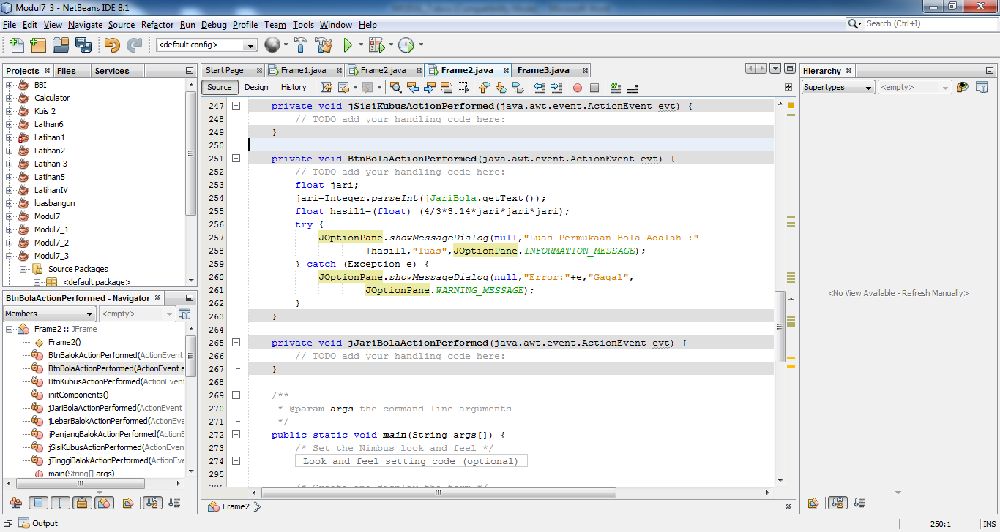 Modul7_3 - NetBeans IDE 8.1
File Edit View Navigate Source Refactor Run Debug Profile Team Tools Window Help
Search (Ctrl+I)
<default config>
Projects Files Services
BBI
Calculator
Kuis 2
Lathan6
Latihan1
Latihan2
Latihan 3
Latihan5
LatihanIV
luasbangun
Modul7
Modul7_1
Modul7_2
Modul7_3
Source Packages
<default package>
BtnBolaActionPerformed - Navigator
Members <empty>
Frame2 :: JFrame
Frame2()
BtnBalokActionPerformed(ActionEvent
BtnBolaActionPerformed(ActionEvent e
BtnKubusActionPerformed(ActionEvent
initComponents()
jJariBolaActionPerformed(ActionEvent
jLebarBalokActionPerformed(ActionEve
jPanjangBalokActionPerformed(ActionE
jSisiKubusActionPerformed(ActionEven
jTinggiBalokActionPerformed(ActionEve
main(String[] args)
Start Page Frame1.java Frame2.java Frame2.java Frame3.java
Source Design History
247 private void jSisiKubusActionPerformed(java.awt.event.ActionEvent evt) {
248 // TODO add your handling code here:
249 }
250
251 private void BtnBolaActionPerformed(java.awt.event.ActionEvent evt) {
252 // TODO add your handling code here:
253 float jari;
254 jari=Integer.parseInt(jJariBola.getText());
255 float hasil1=(float) (4/3*3.14*jari*jari*jari);
256 try {
257 JOptionPane.showMessageDialog(null,"Luas Permukaan Bola Adalah :"
258 +hasil1,"luas",JOptionPane.INFORMATION_MESSAGE);
259 } catch (Exception e) {
260 JOptionPane.showMessageDialog(null,"Error:"+e,"Gagal",
261 JOptionPane.WARNING_MESSAGE);
262 }
263 }
264
265 private void jJariBolaActionPerformed(java.awt.event.ActionEvent evt) {
266 // TODO add your handling code here:
267 }
268
269 /**
270 * @param args the command line arguments
271 */
272 public static void main(String args[]) {
273 /* Set the Nimbus look and feel */
274 Look and feel setting code (optional)
295
Frame2
Hierarchy
Supertypes <empty>
<No View Available - Refresh Manually>
Output
250:1 INS